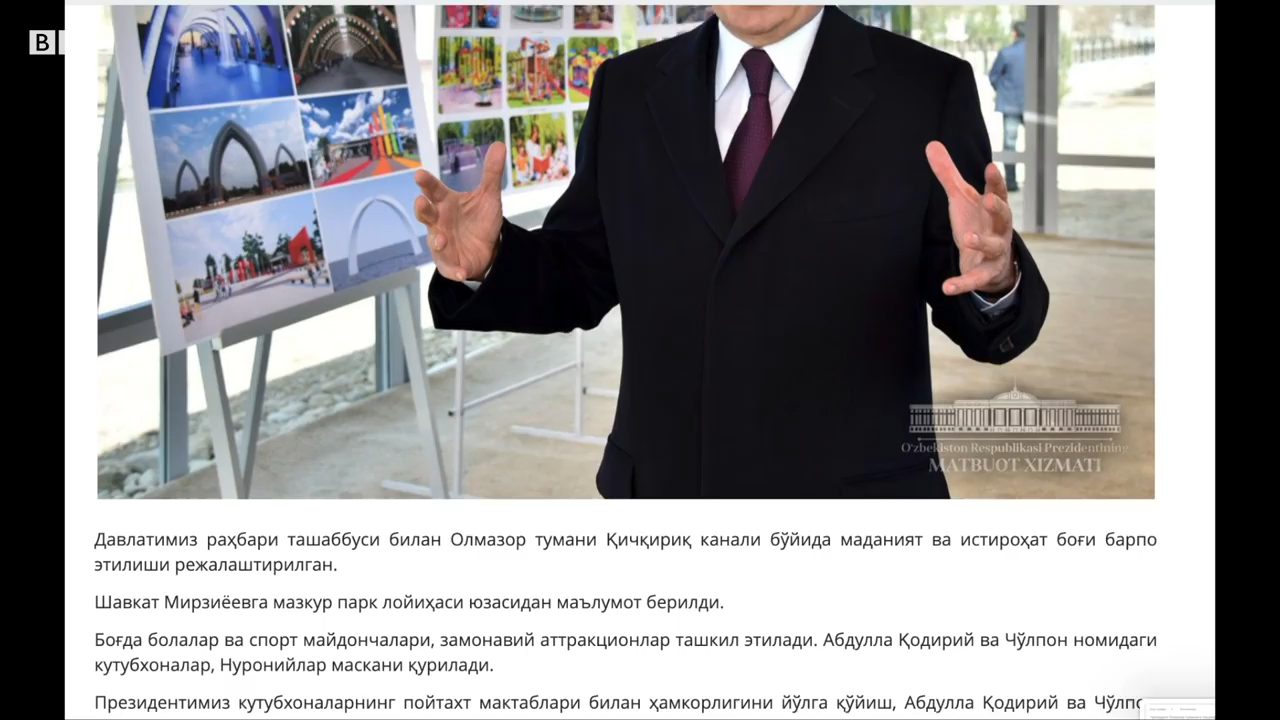 B
O'zbekiston Respublikasi Prezidentining
MATBUOT XIZMATI
Давлатимиз раҳбари ташаббуси билан Олмазор тумани Қичқириқ канали бўйида маданият ва истироҳат боғи барпо
этилиши режалаштирилган.
Шавкат Мирзиёевга мазкур парк лойиҳаси юзасидан маълумот берилди.
Боғда болалар ва спорт майдончалари, замонавий аттракционлар ташкил этилади. Абдулла Қодирий ва Чўлпон номидаги
кутубхоналар, Нуронийлар маскани қурилади.
Президентимиз кутубхоналарнинг пойтахт мактаблари билан ҳамкорлигини йўлга қўйиш, Абдулла Қодирий ва